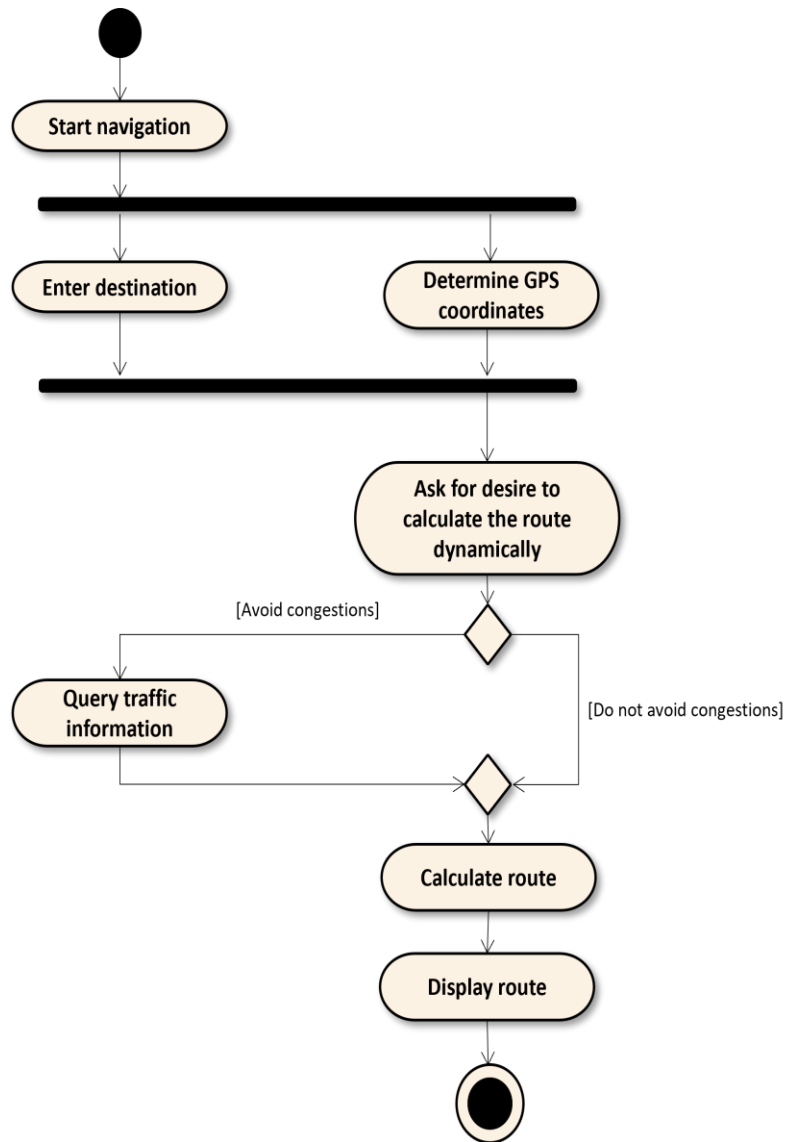 Start navigation
Enter destination
Determine GPS
coordinates
Ask for desire to
calculate the route
dynamically
[Avoid congestions]
Query traffic
information
[Do not avoid congestions]
Calculate route
Display route